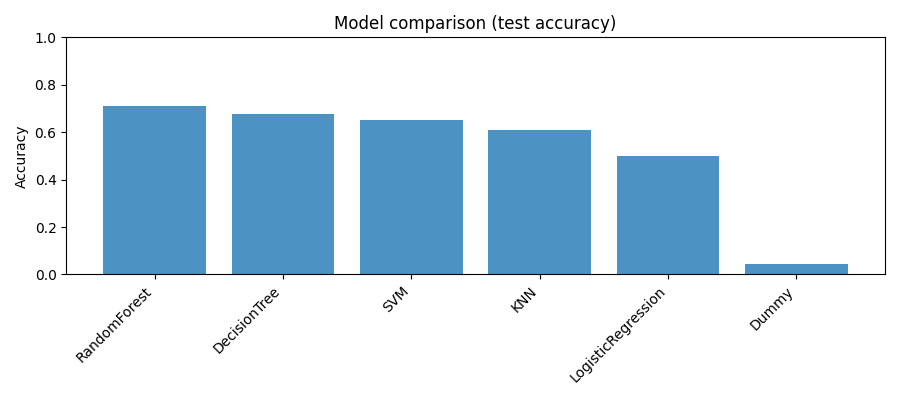 Model comparison (test accuracy)
1.0
0.8
0.6
0.4
0.2
0.0
Accuracy
RandomForest
DecisionTree
SVM
KNN
LogisticRegression
Dummy